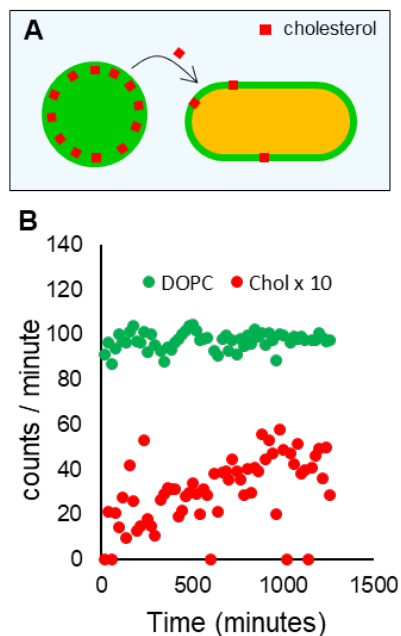 A
cholesterol
B
140
120
100
80
60
40
20
0
DOPC
Chol x 10
counts / minute
0
500
1000
1500
Time (minutes)